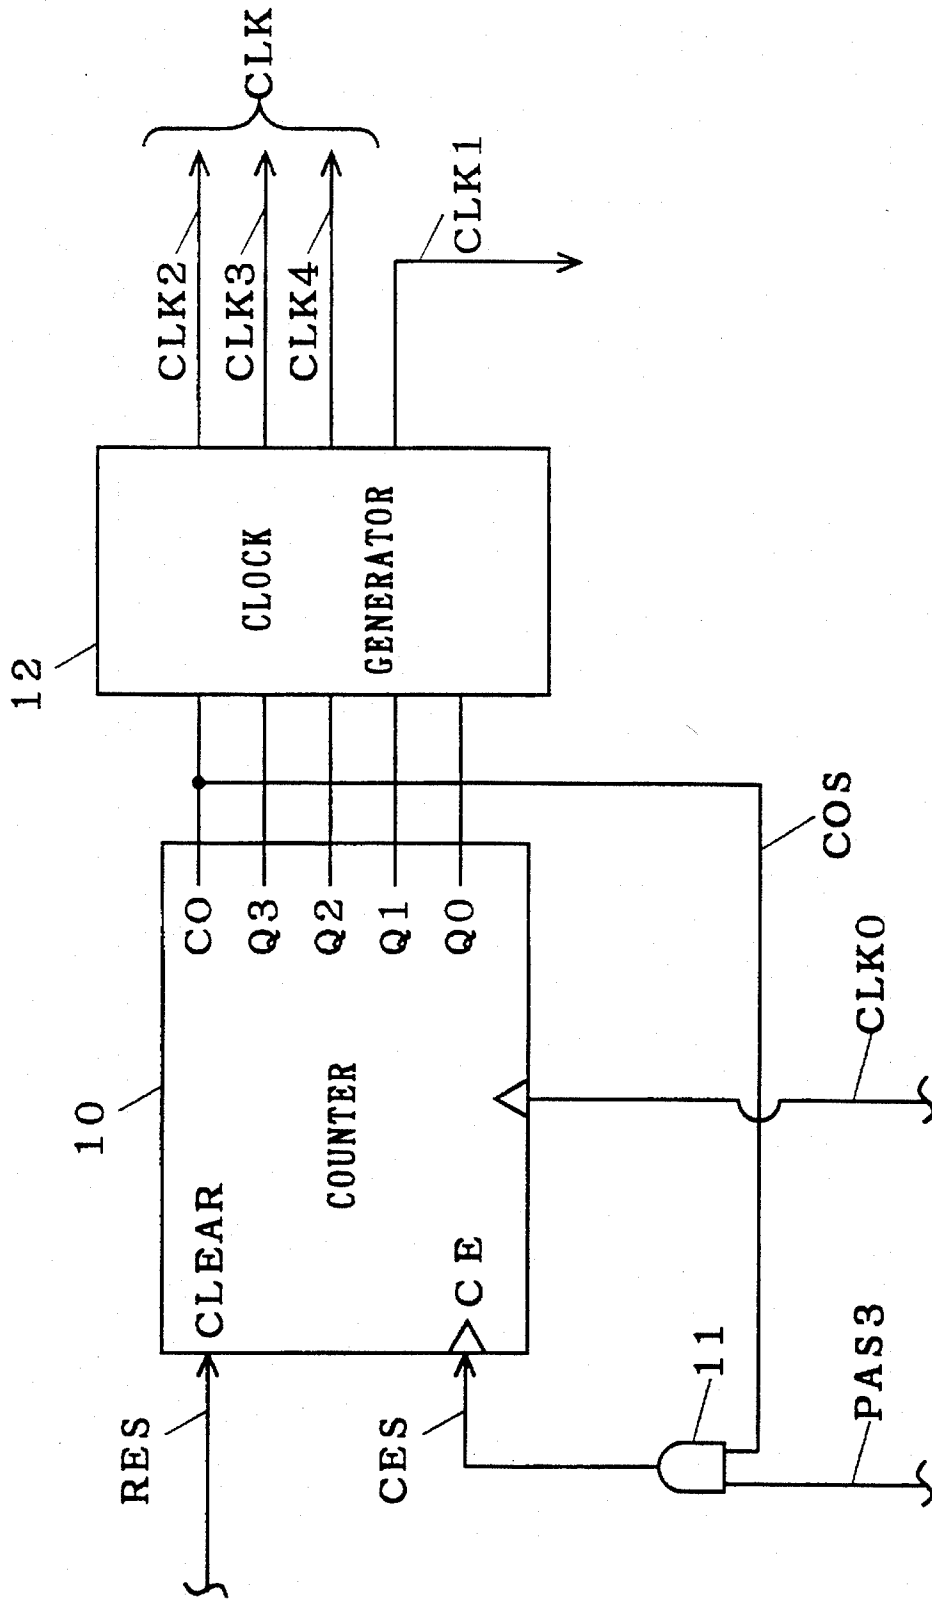 12
CLK2
CLK3
CLK4
CLK
CLK1
CLOCK
GENERATOR
10
CO
Q3
Q2
Q1
Q0
CLEAR
COUNTER
CE
RES
CES
11
COS
CLK0
PAS3